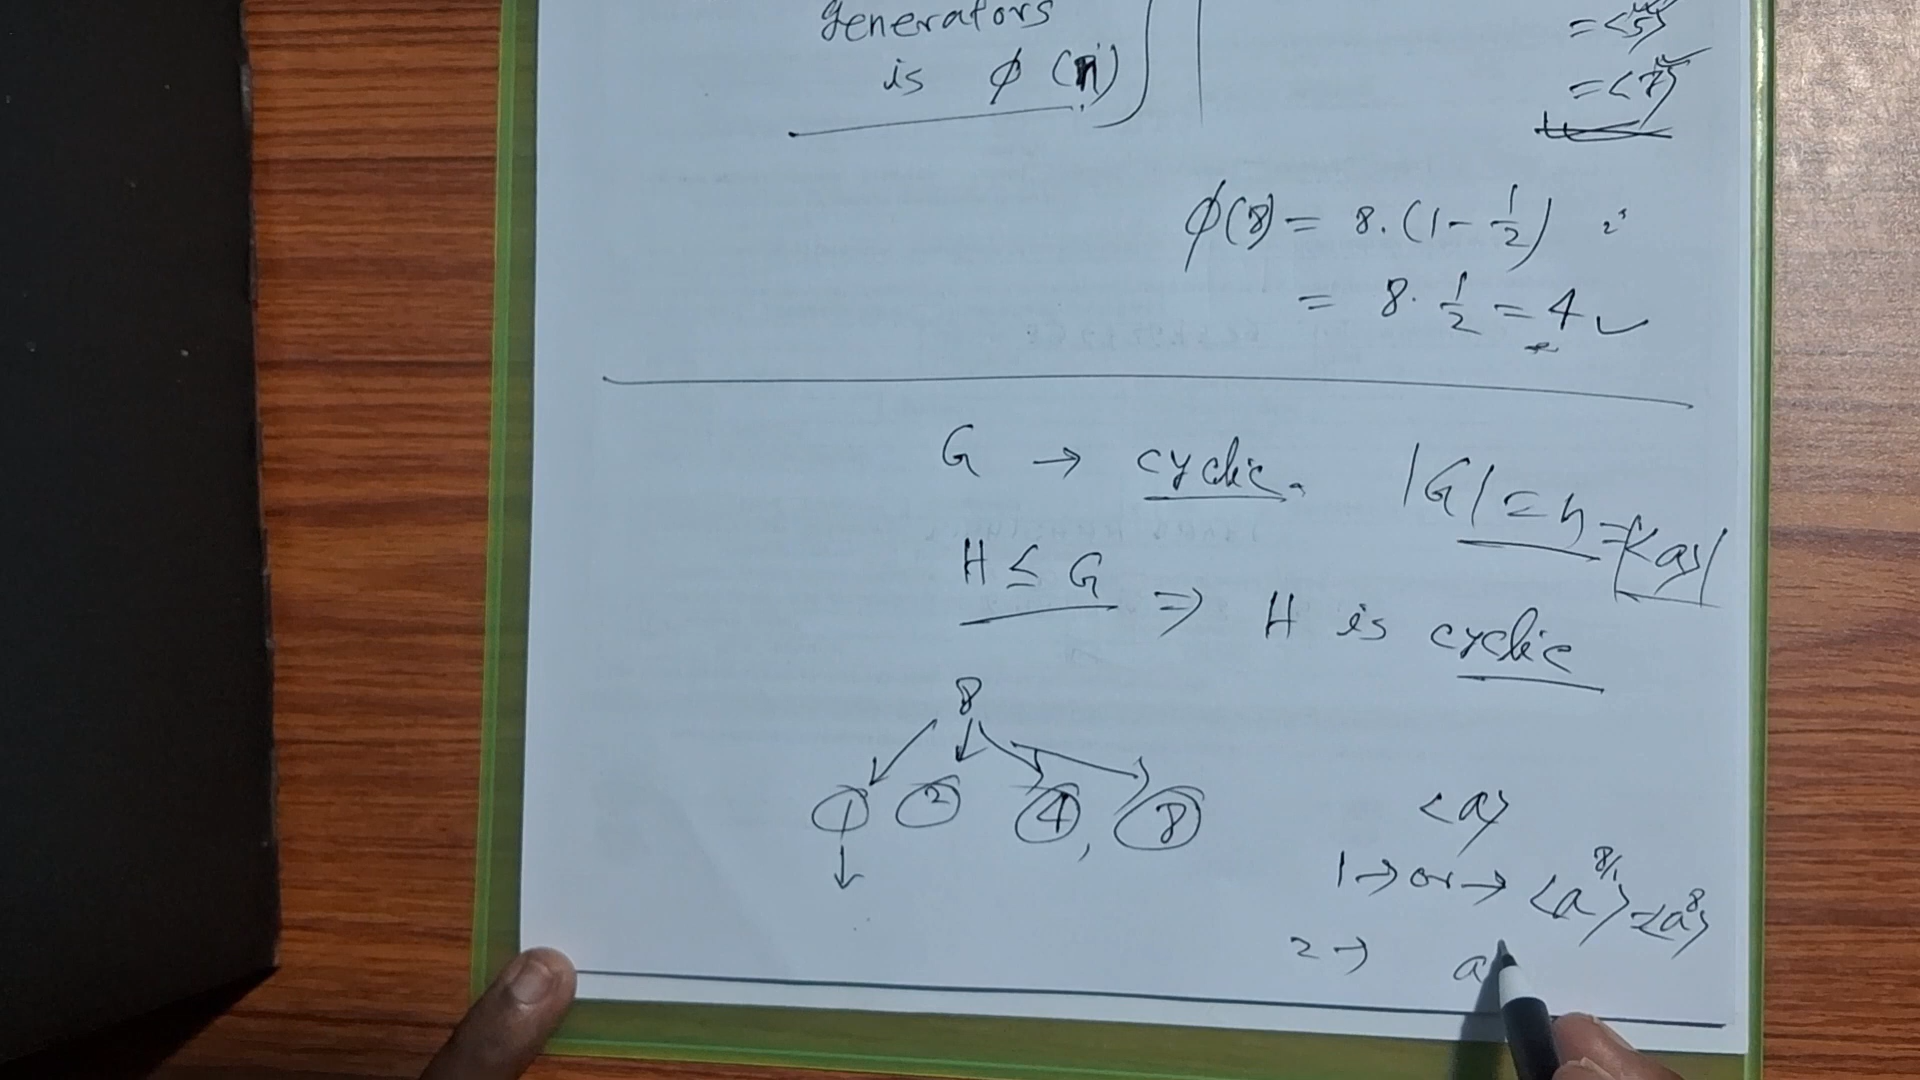 generators
is φ(n)
= <5>
= <7>
φ(8) = 8.(1 - 1/2)
= 8. 1/2 = 4 ✓
G → cyclic. |G| = n = |<a>|
H ≤ G ⇒ H is cyclic
8
1 2 4, 8
<a>
1 → or → <a^8/1> = <a^8>
2 → a